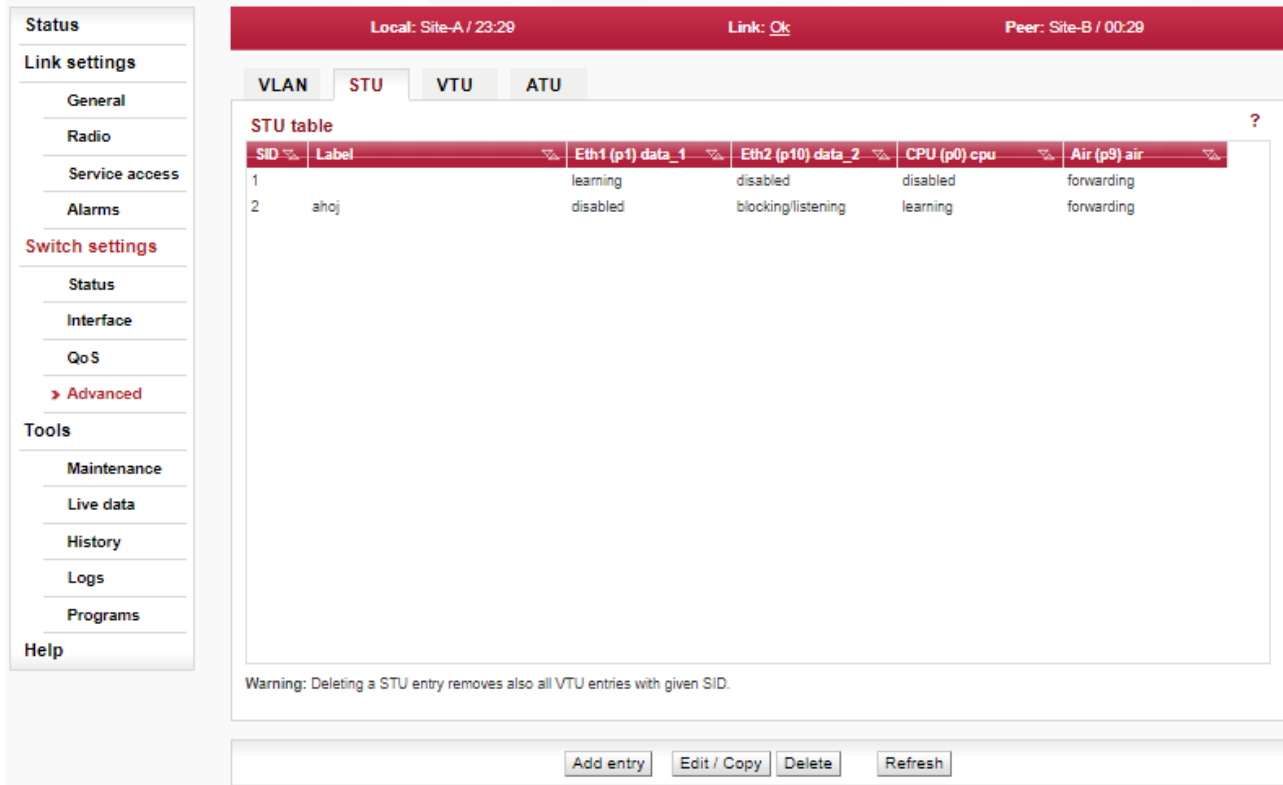 Status
Link settings
General
Radio
Service access
Alarms
Switch settings
Status
Interface
QoS
Advanced
Tools
Maintenance
Live data
History
Logs
Programs
Help
Local: Site-A / 23:29 Link: Ok Peer: Site-B / 00:29
VLAN STU VTU ATU
STU table ?
SID Label Eth1 (p1) data_1 Eth2 (p10) data_2 CPU (p0) cpu Air (p9) air
1 learning disabled disabled forwarding
2 ahoj disabled blocking/listening learning forwarding
Warning: Deleting a STU entry removes also all VTU entries with given SID.
Add entry Edit / Copy Delete Refresh